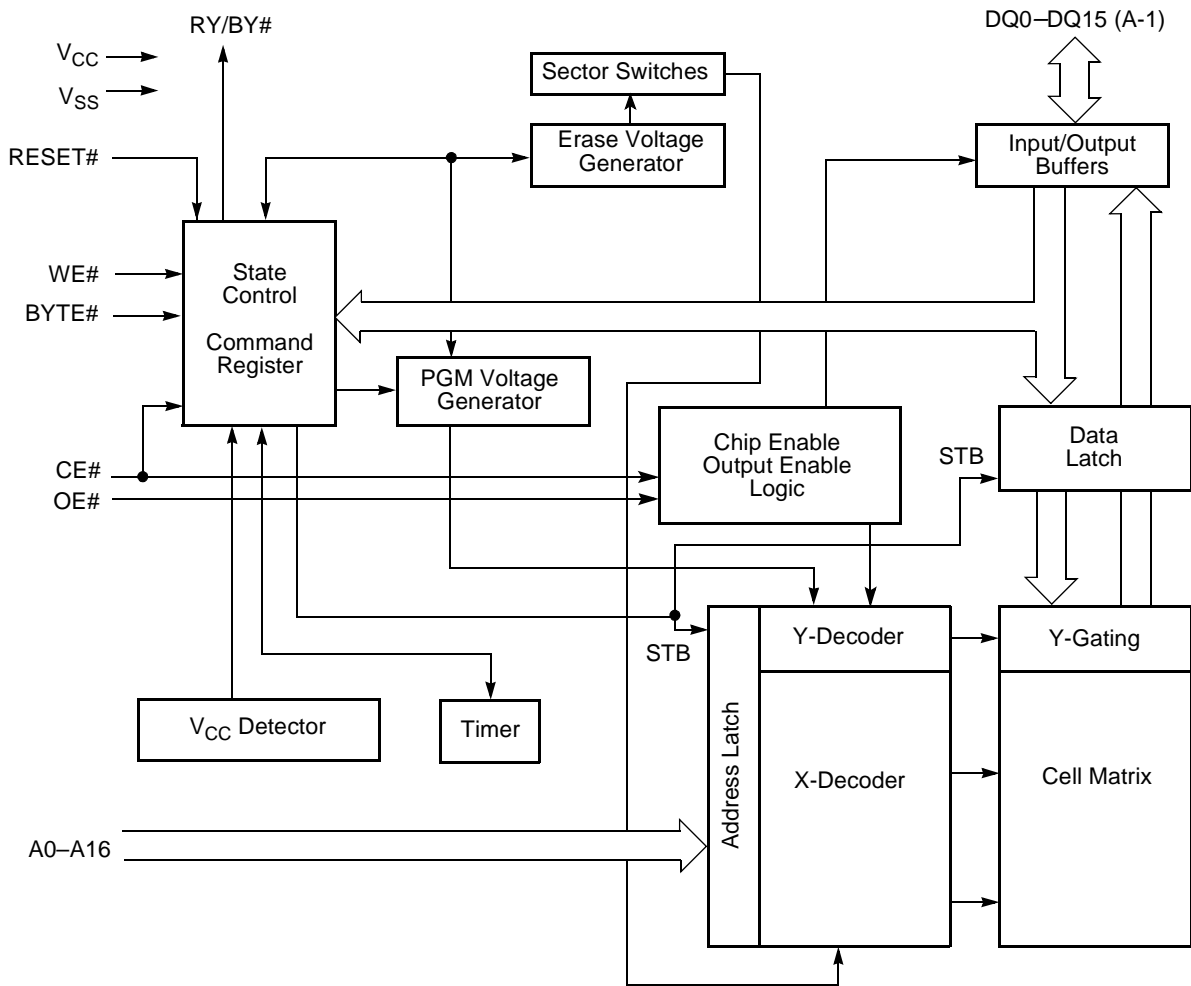 RY/BY#
DQ0–DQ15 (A-1)
VCC
VSS
Sector Switches
Erase Voltage
Generator
Input/Output
Buffers
RESET#
WE#
BYTE#
State
Control
Command
Register
PGM Voltage
Generator
Chip Enable
Output Enable
Logic
Data
Latch
STB
CE#
OE#
STB
Y-Decoder
Y-Gating
VCC Detector
Timer
Address Latch
X-Decoder
Cell Matrix
A0–A16